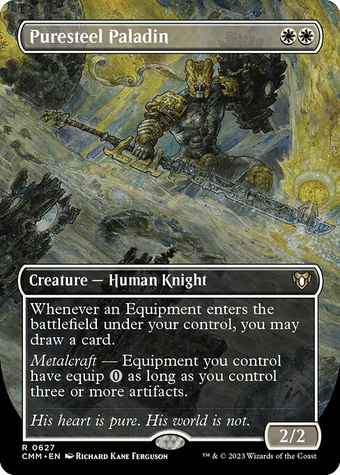 Puresteel Paladin
Creature — Human Knight
Whenever an Equipment enters the
battlefield under your control, you may
draw a card.
Metalcraft — Equipment you control
have equip 0 as long as you control
three or more artifacts.
His heart is pure. His world is not.
2/2
R 0627
CMM • EN Richard Kane Ferguson
™ & © 2023 Wizards of the Coast